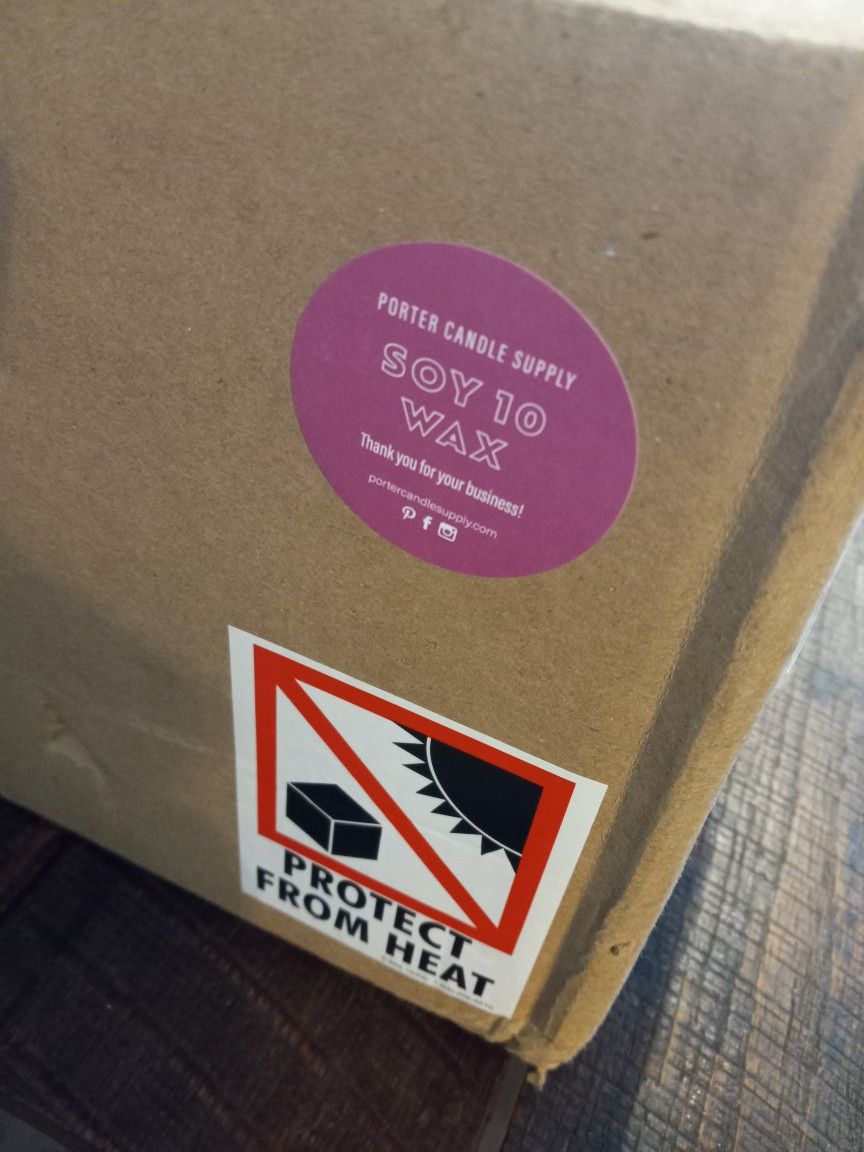 PORTER CANDLE SUPPLY
SOY 10
WAX
Thank you for your business!
portercandlesupply.com
PROTECT
FROM HEAT